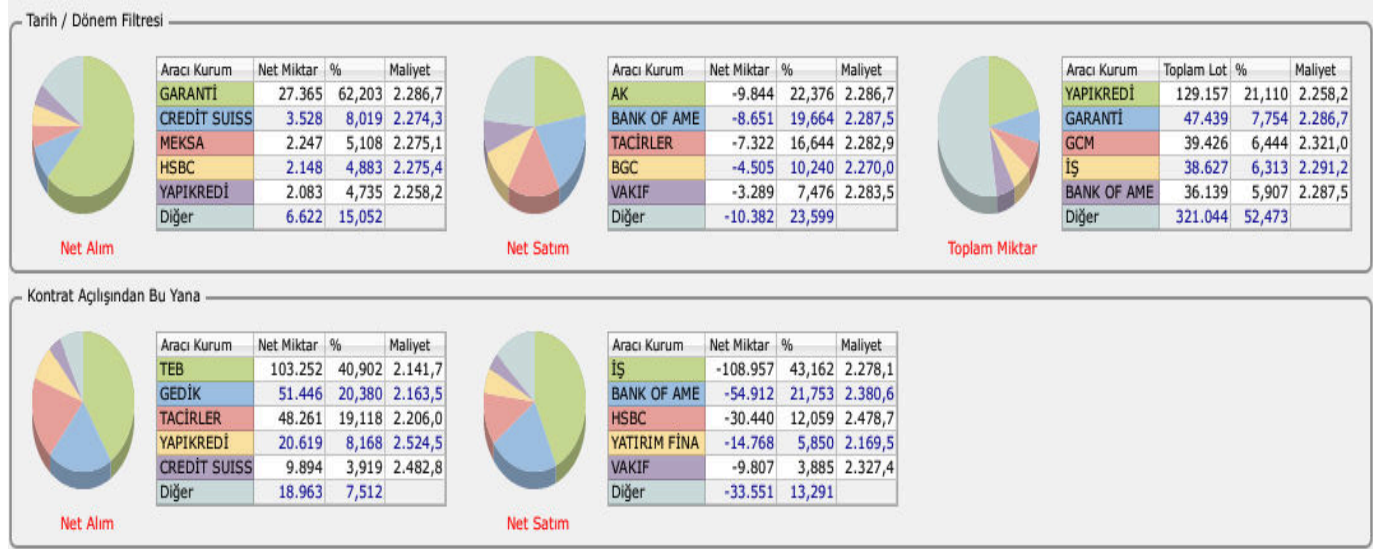 Tarih / Dönem Filtresi
Aracı Kurum Net Miktar % Maliyet
GARANTİ 27.365 62,203 2.286,7
CREDİT SUISS 3.528 8,019 2.274,3
MEKSA 2.247 5,108 2.275,1
HSBC 2.148 4,883 2.275,4
YAPIKREDİ 2.083 4,735 2.258,2
Diğer 6.622 15,052
Net Alım
Aracı Kurum Net Miktar % Maliyet
AK -9.844 22,376 2.286,7
BANK OF AME -8.651 19,664 2.287,5
TACİRLER -7.322 16,644 2.282,9
BGC -4.505 10,240 2.270,0
VAKIF -3.289 7,476 2.283,5
Diğer -10.382 23,599
Net Satım
Aracı Kurum Toplam Lot % Maliyet
YAPIKREDİ 129.157 21,110 2.258,2
GARANTİ 47.439 7,754 2.286,7
GCM 39.426 6,444 2.321,0
İŞ 38.627 6,313 2.291,2
BANK OF AME 36.139 5,907 2.287,5
Diğer 321.044 52,473
Toplam Miktar
Kontrat Açılışından Bu Yana
Aracı Kurum Net Miktar % Maliyet
TEB 103.252 40,902 2.141,7
GEDİK 51.446 20,380 2.163,5
TACİRLER 48.261 19,118 2.206,0
YAPIKREDİ 20.619 8,168 2.524,5
CREDİT SUISS 9.894 3,919 2.482,8
Diğer 18.963 7,512
Net Alım
Aracı Kurum Net Miktar % Maliyet
İŞ -108.957 43,162 2.278,1
BANK OF AME -54.912 21,753 2.380,6
HSBC -30.440 12,059 2.478,7
YATIRIM FİNA -14.768 5,850 2.169,5
VAKIF -9.807 3,885 2.327,4
Diğer -33.551 13,291
Net Satım